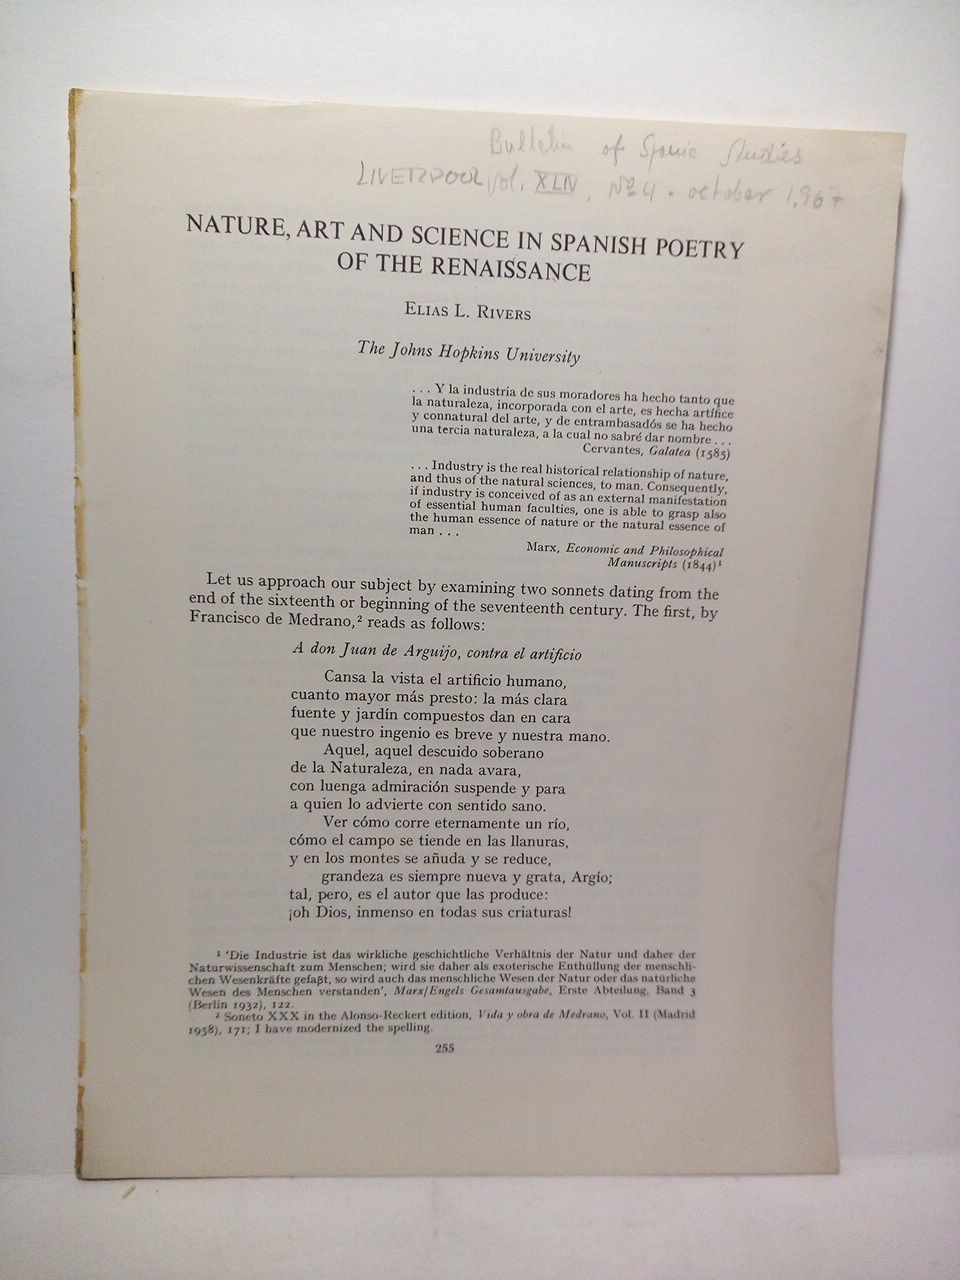 Bulletin of Spanic Studies
LIVERPOOL Vol. XLIV, Nº 4 - october 1,967
NATURE, ART AND SCIENCE IN SPANISH POETRY
OF THE RENAISSANCE
ELIAS L. RIVERS
The Johns Hopkins University
. . . Y la industria de sus moradores ha hecho tanto que
la naturaleza, incorporada con el arte, es hecha artífice
y connatural del arte, y de entrambasadós se ha hecho
una tercia naturaleza, a la cual no sabré dar nombre . . .
Cervantes, Galatea (1585)
. . . Industry is the real historical relationship of nature,
and thus of the natural sciences, to man. Consequently,
if industry is conceived of as an external manifestation
of essential human faculties, one is able to grasp also
the human essence of nature or the natural essence of
man . . .
Marx, Economic and Philosophical
Manuscripts (1844)¹
Let us approach our subject by examining two sonnets dating from the
end of the sixteenth or beginning of the seventeenth century. The first, by
Francisco de Medrano,² reads as follows:
A don Juan de Arguijo, contra el artificio
Cansa la vista el artificio humano,
cuanto mayor más presto: la más clara
fuente y jardín compuestos dan en cara
que nuestro ingenio es breve y nuestra mano.
Aquel, aquel descuido soberano
de la Naturaleza, en nada avara,
con luenga admiración suspende y para
a quien lo advierte con sentido sano.
Ver cómo corre eternamente un río,
cómo el campo se tiende en las llanuras,
y en los montes se añuda y se reduce,
grandeza es siempre nueva y grata, Argío;
tal, pero, es el autor que las produce:
¡oh Dios, inmenso en todas sus criaturas!
¹ 'Die Industrie ist das wirkliche geschichtliche Verhältnis der Natur und daher der
Naturwissenschaft zum Menschen; wird sie daher als exoterische Enthüllung der menschli-
chen Wesenkräfte gefaβt, so wird auch das menschliche Wesen der Natur oder das natürliche
Wesen des Menschen verstanden', Marx/Engels Gesamtausgabe, Erste Abteilung, Band 3
(Berlin 1932), 122.
² Soneto XXX in the Alonso-Reckert edition, Vida y obra de Medrano, Vol. II (Madrid
1958), 171; I have modernized the spelling.
255